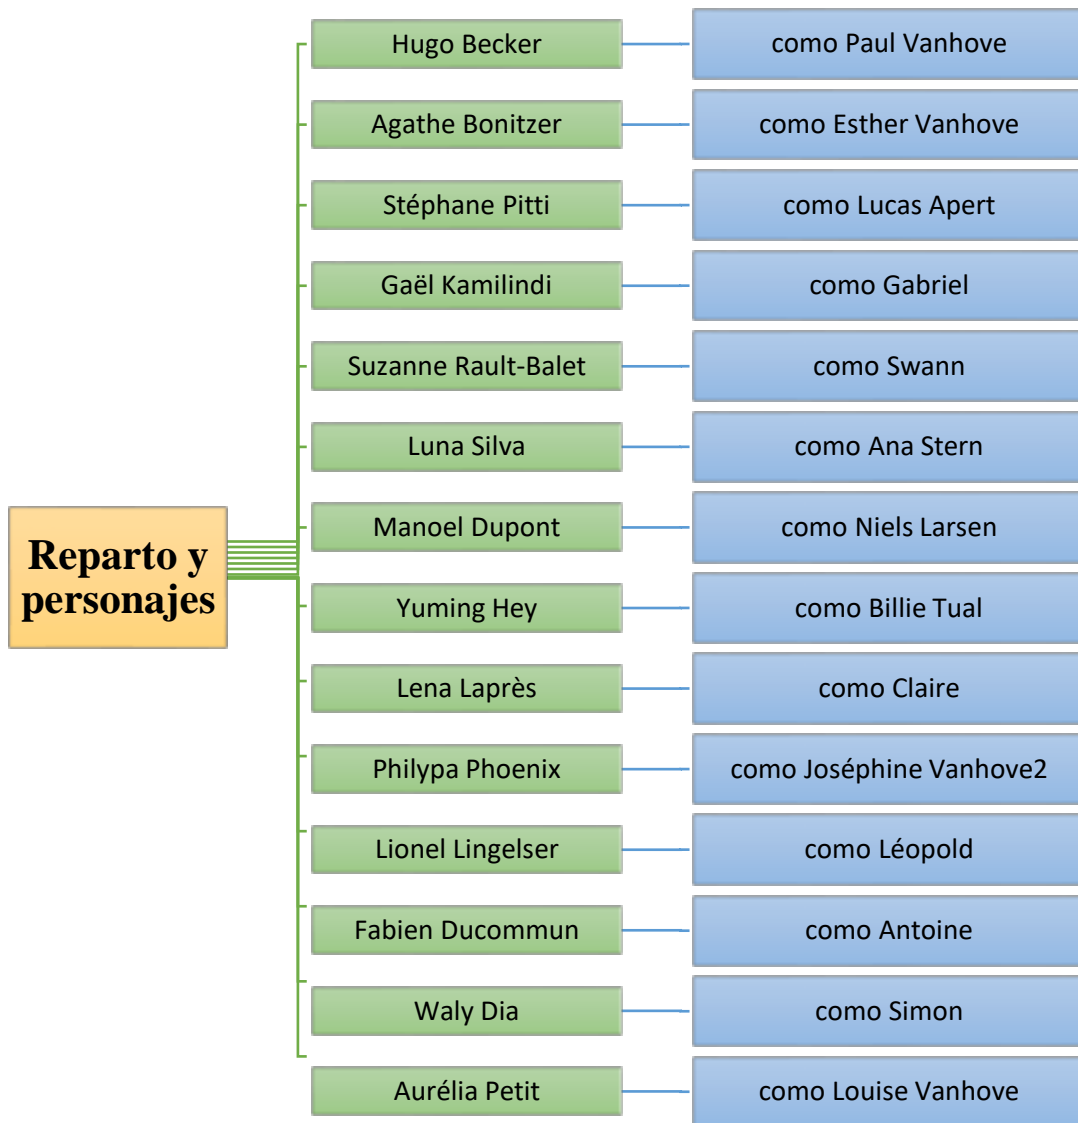 Reparto y
personajes
Hugo Becker
como Paul Vanhove
Agathe Bonitzer
como Esther Vanhove
Stéphane Pitti
como Lucas Apert
Gaël Kamilindi
como Gabriel
Suzanne Rault-Balet
como Swann
Luna Silva
como Ana Stern
Manoel Dupont
como Niels Larsen
Yuming Hey
como Billie Tual
Lena Laprès
como Claire
Philypa Phoenix
como Joséphine Vanhove2
Lionel Lingelser
como Léopold
Fabien Ducommun
como Antoine
Waly Dia
como Simon
Aurélia Petit
como Louise Vanhove